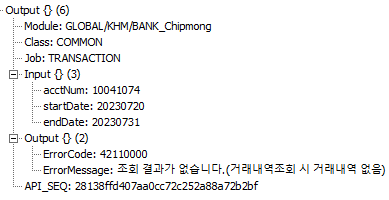 Output {} (6)
Module: GLOBAL/KHM/BANK_Chipmong
Class: COMMON
Job: TRANSACTION
Input {} (3)
acctNum: 10041074
startDate: 20230720
endDate: 20230731
Output {} (2)
ErrorCode: 42110000
ErrorMessage: 조회 결과가 없습니다.(거래내역조회 시 거래내역 없음)
API_SEQ: 28138ffd407aa0cc72c252a88a72b2bf